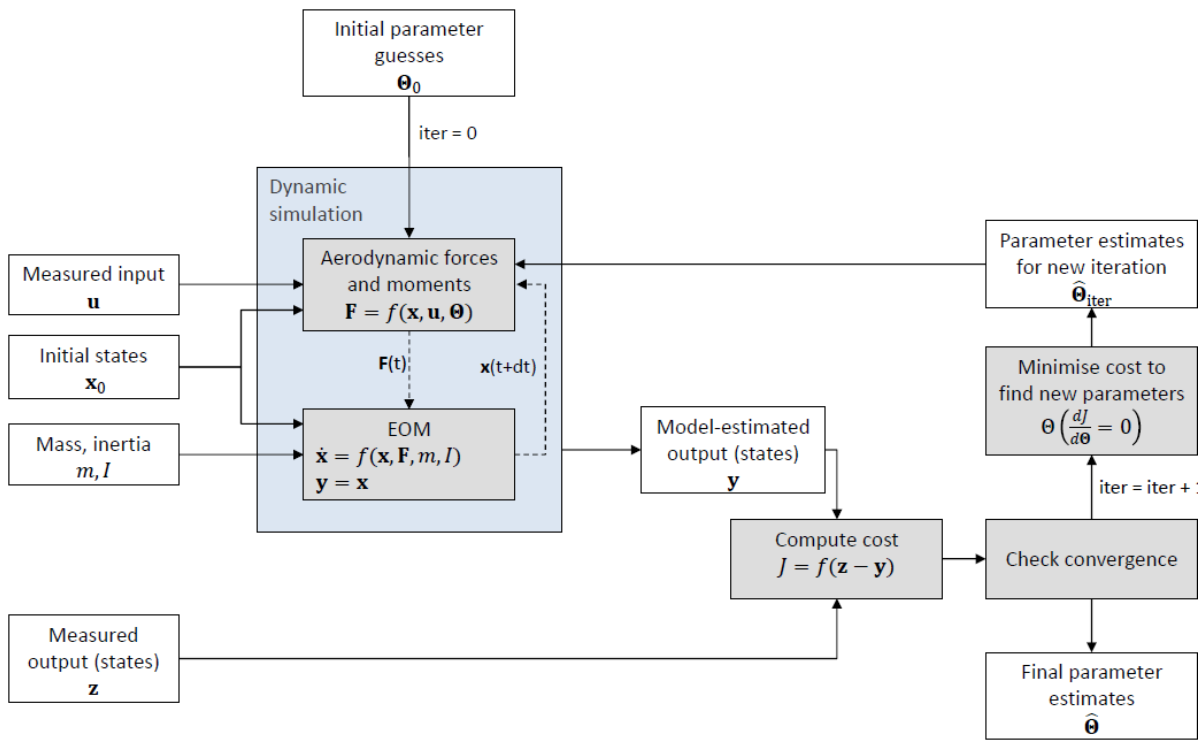 Initial parameter
guesses
Θ₀
iter = 0
Dynamic
simulation
Aerodynamic forces
and moments
F = f(x, u, Θ)
Measured input
u
Initial states
x₀
Mass, inertia
m, I
F(t)
x(t+dt)
EOM
ẋ = f(x, F, m, I)
y = x
Model-estimated
output (states)
y
Measured
output (states)
z
Compute cost
J = f(z − y)
Check convergence
iter = iter + 1
Minimise cost to
find new parameters
Θ(dJ/dΘ = 0)
Parameter estimates
for new iteration
Θ̂iter
Final parameter
estimates
Θ̂